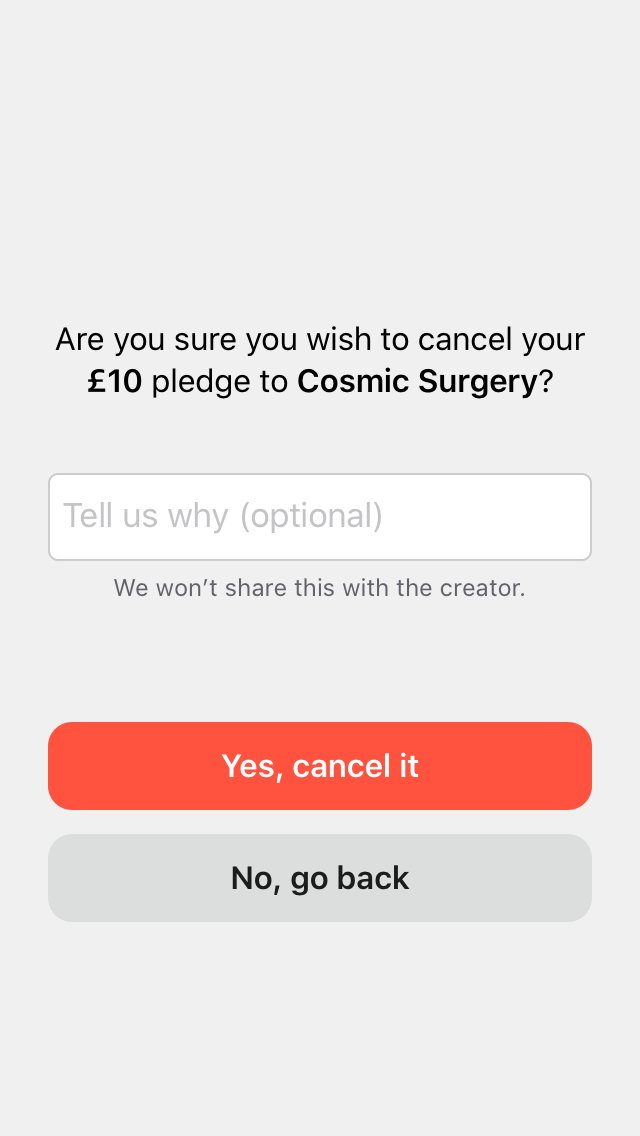 Are you sure you wish to cancel your
£10 pledge to Cosmic Surgery?
Tell us why (optional)
We won’t share this with the creator.
Yes, cancel it
No, go back